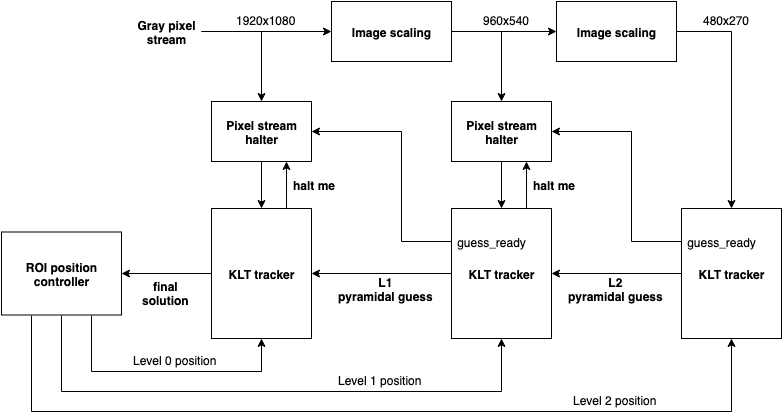 Gray pixel
stream
1920x1080
Image scaling
960x540
Image scaling
480x270
Pixel stream
halter
Pixel stream
halter
halt me
halt me
ROI position
controller
final
solution
KLT tracker
L1
pyramidal guess
guess_ready
KLT tracker
L2
pyramidal guess
guess_ready
KLT tracker
Level 0 position
Level 1 position
Level 2 position